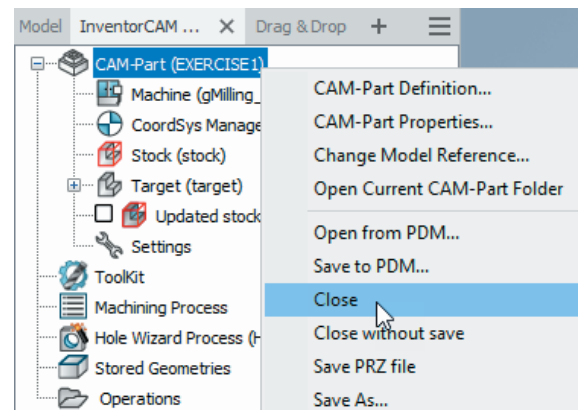 Model InventorCAM ... X Drag & Drop +
CAM-Part (EXERCISE1)
Machine (gMilling_
CoordSys Manage
Stock (stock)
Target (target)
Updated stock
Settings
ToolKit
Machining Process
Hole Wizard Process (H
Stored Geometries
Operations
CAM-Part Definition...
CAM-Part Properties...
Change Model Reference...
Open Current CAM-Part Folder
Open from PDM...
Save to PDM...
Close
Close without save
Save PRZ file
Save As...